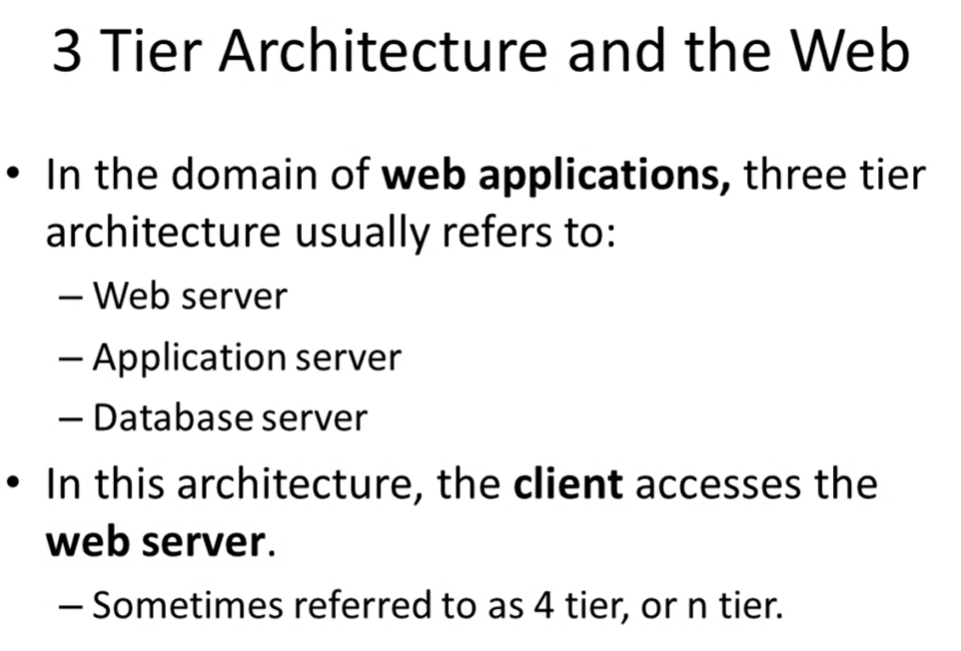 3 Tier Architecture and the Web
• In the domain of web applications, three tier
architecture usually refers to:
– Web server
– Application server
– Database server
• In this architecture, the client accesses the
web server.
– Sometimes referred to as 4 tier, or n tier.